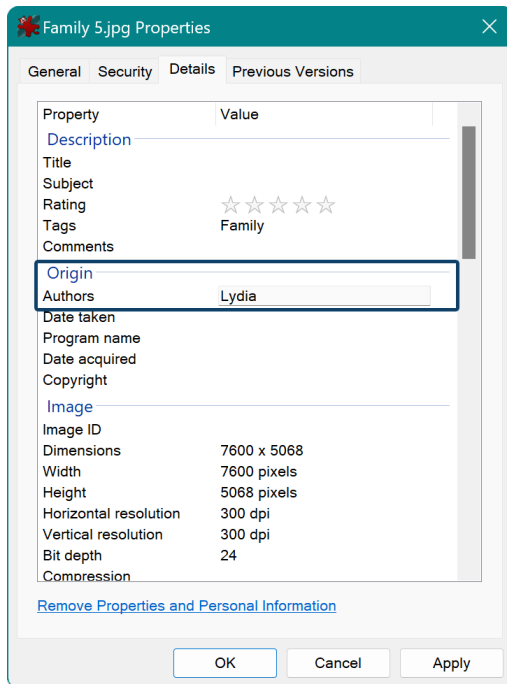 Family 5.jpg Properties
General Security Details Previous Versions
Property Value
Description
Title
Subject
Rating
Tags Family
Comments
Origin
Authors Lydia
Date taken
Program name
Date acquired
Copyright
Image
Image ID
Dimensions 7600 x 5068
Width 7600 pixels
Height 5068 pixels
Horizontal resolution 300 dpi
Vertical resolution 300 dpi
Bit depth 24
Compression
Remove Properties and Personal Information
OK Cancel Apply